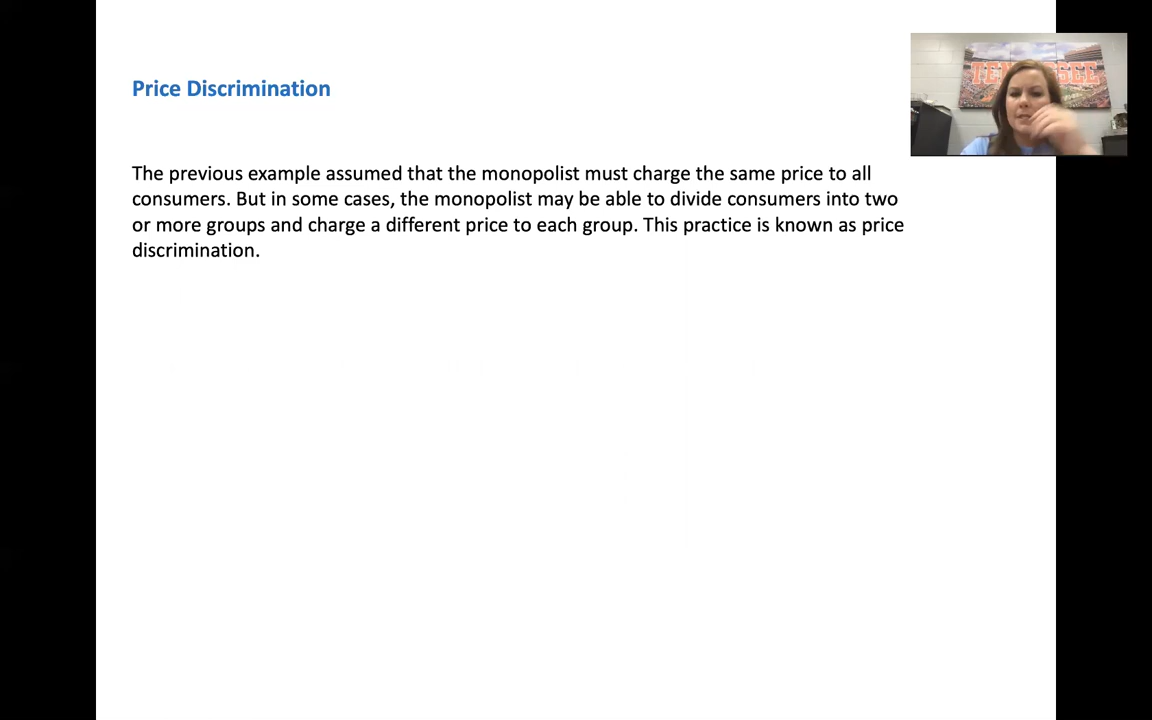 Price Discrimination
TENNESSEE
The previous example assumed that the monopolist must charge the same price to all
consumers. But in some cases, the monopolist may be able to divide consumers into two
or more groups and charge a different price to each group. This practice is known as price
discrimination.